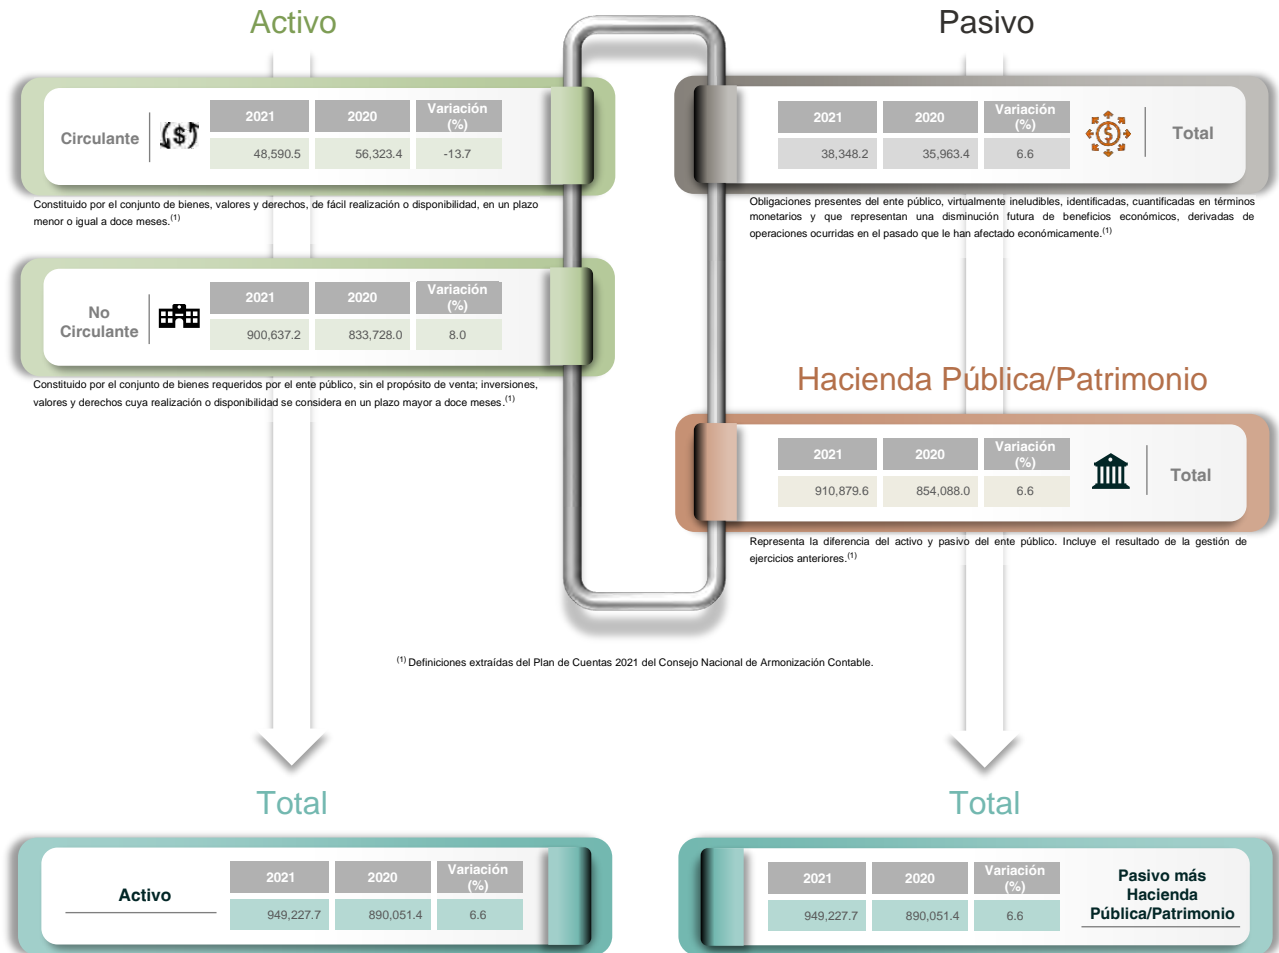 Activo
Circulante
2021 2020 Variación (%)
48,590.5 56,323.4 -13.7
Constituido por el conjunto de bienes, valores y derechos, de fácil realización o disponibilidad, en un plazo
menor o igual a doce meses.(1)
No
Circulante
2021 2020 Variación (%)
900,637.2 833,728.0 8.0
Constituido por el conjunto de bienes requeridos por el ente público, sin el propósito de venta; inversiones,
valores y derechos cuya realización o disponibilidad se considera en un plazo mayor a doce meses.(1)
Pasivo
2021 2020 Variación (%)
38,348.2 35,963.4 6.6
Total
Obligaciones presentes del ente público, virtualmente ineludibles, identificadas, cuantificadas en términos
monetarios y que representan una disminución futura de beneficios económicos, derivadas de
operaciones ocurridas en el pasado que le han afectado económicamente.(1)
Hacienda Pública/Patrimonio
2021 2020 Variación (%)
910,879.6 854,088.0 6.6
Total
Representa la diferencia del activo y pasivo del ente público. Incluye el resultado de la gestión de
ejercicios anteriores.(1)
(1) Definiciones extraídas del Plan de Cuentas 2021 del Consejo Nacional de Armonización Contable.
Total
Activo
2021 2020 Variación (%)
949,227.7 890,051.4 6.6
Total
2021 2020 Variación (%)
949,227.7 890,051.4 6.6
Pasivo más
Hacienda
Pública/Patrimonio